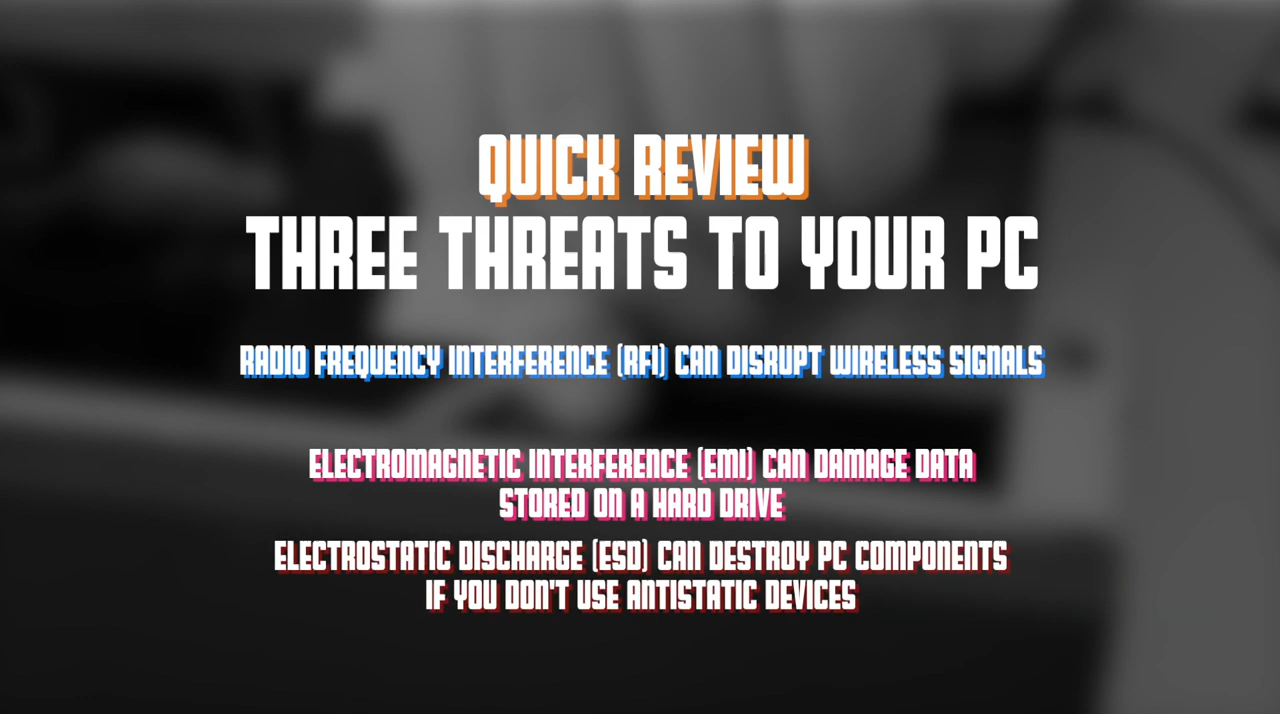 QUICK REVIEW
THREE THREATS TO YOUR PC
RADIO FREQUENCY INTERFERENCE (RFI) CAN DISRUPT WIRELESS SIGNALS
ELECTROMAGNETIC INTERFERENCE (EMI) CAN DAMAGE DATA
STORED ON A HARD DRIVE
ELECTROSTATIC DISCHARGE (ESD) CAN DESTROY PC COMPONENTS
IF YOU DON'T USE ANTISTATIC DEVICES